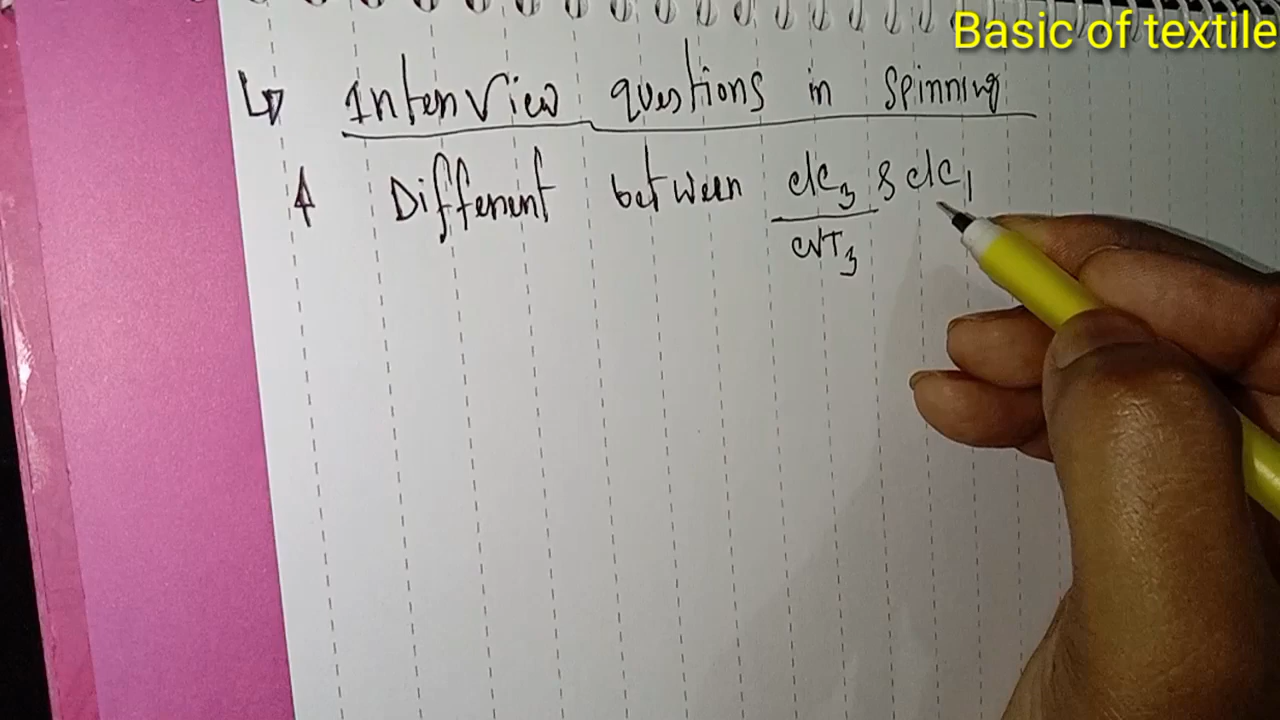 Basic of textile
Interview questions in spinning
Different between clc3 & clc1
CVT3